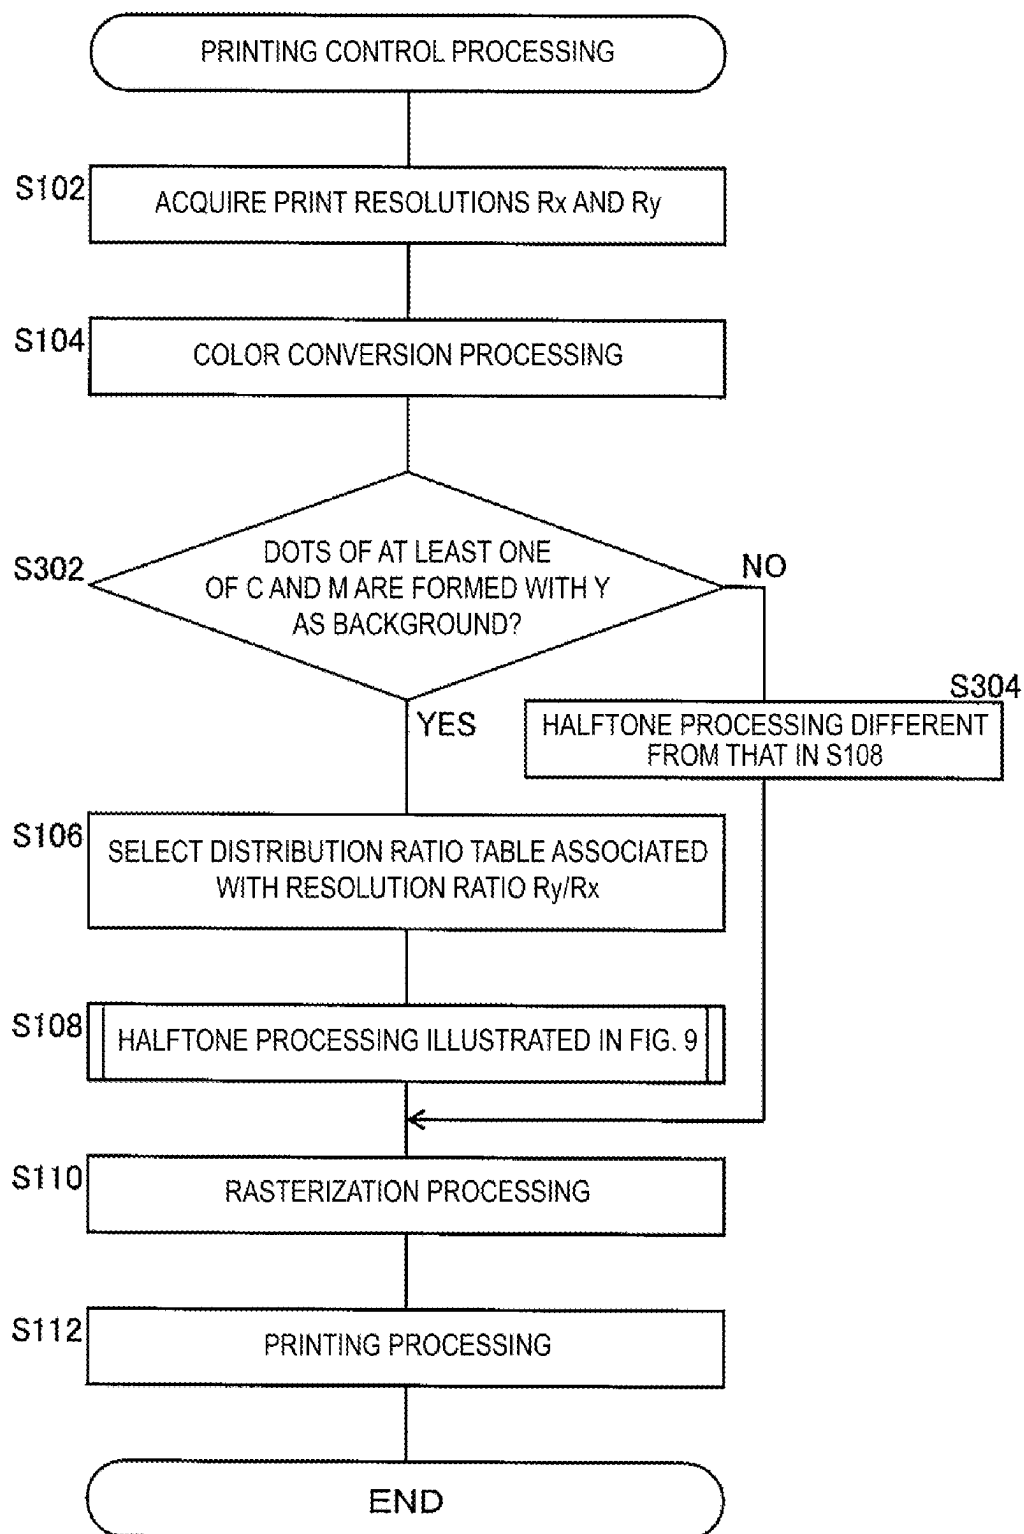 PRINTING CONTROL PROCESSING
S102
ACQUIRE PRINT RESOLUTIONS Rx AND Ry
S104
COLOR CONVERSION PROCESSING
S302
DOTS OF AT LEAST ONE
OF C AND M ARE FORMED WITH Y
AS BACKGROUND?
NO
YES
S304
HALFTONE PROCESSING DIFFERENT
FROM THAT IN S108
S106
SELECT DISTRIBUTION RATIO TABLE ASSOCIATED
WITH RESOLUTION RATIO Ry/Rx
S108
HALFTONE PROCESSING ILLUSTRATED IN FIG. 9
S110
RASTERIZATION PROCESSING
S112
PRINTING PROCESSING
END